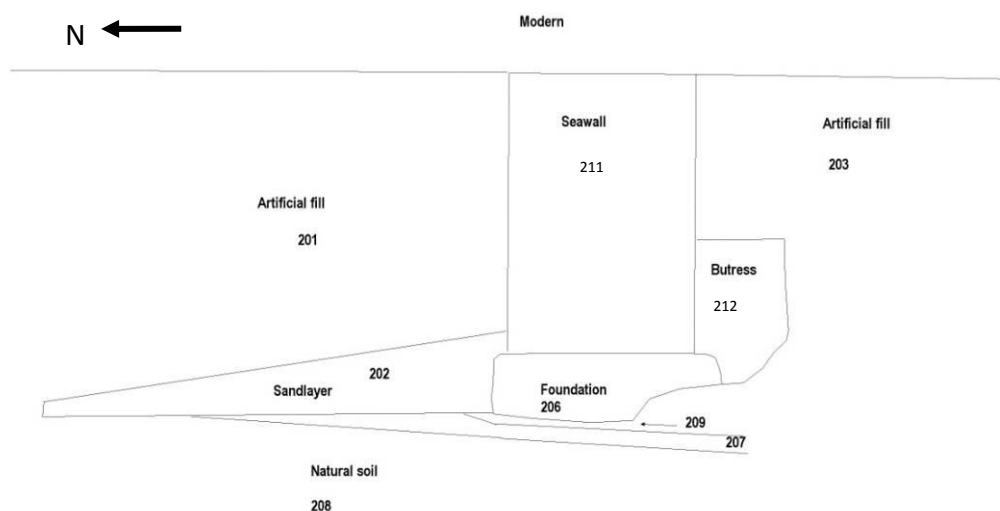 Modern
N
Seawall
211
Artificial fill
203
Artificial fill
201
Butress
212
202
Sandlayer
Foundation
206
209
207
Natural soil
208